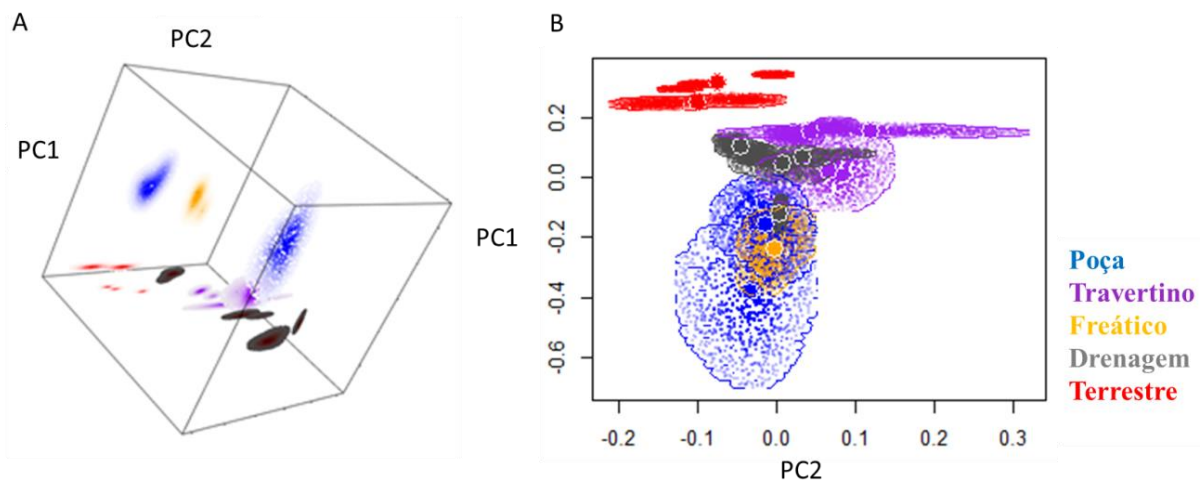 A
PC2
PC1
B
0.2
0.0
-0.2
-0.4
-0.6
PC1
-0.2
-0.1
0.0
0.1
0.2
0.3
PC2
Poça
Travertino
Freático
Drenagem
Terrestre